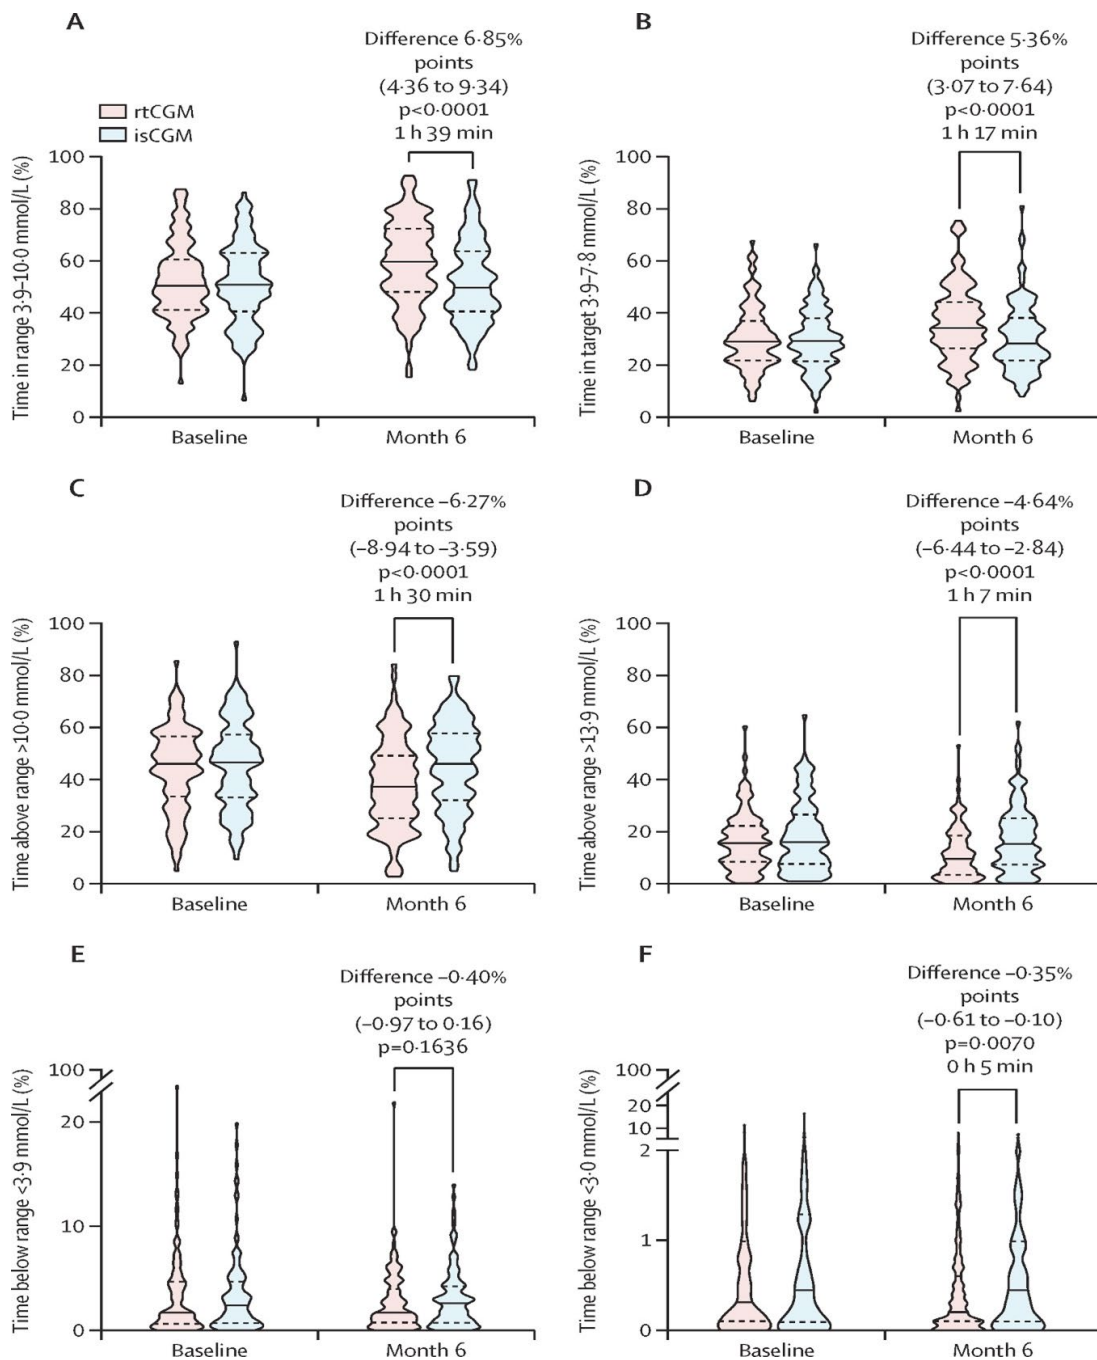 A
Difference 6·85%
points
(4·36 to 9·34)
p<0·0001
1 h 39 min
rtCGM
isCGM
Time in range 3·9–10·0 mmol/L (%)
100
80
60
40
20
0
Baseline
Month 6
B
Difference 5·36%
points
(3·07 to 7·64)
p<0·0001
1 h 17 min
Time in target 3·9–7·8 mmol/L (%)
100
80
60
40
20
0
Baseline
Month 6
C
Difference –6·27%
points
(–8·94 to –3·59)
p<0·0001
1 h 30 min
Time above range >10·0 mmol/L (%)
100
80
60
40
20
0
Baseline
Month 6
D
Difference –4·64%
points
(–6·44 to –2·84)
p<0·0001
1 h 7 min
Time above range >13·9 mmol/L (%)
100
80
60
40
20
0
Baseline
Month 6
E
Difference –0·40%
points
(–0·97 to 0·16)
p=0·1636
Time below range <3·9 mmol/L (%)
100
20
10
0
Baseline
Month 6
F
Difference –0·35%
points
(–0·61 to –0·10)
p=0·0070
0 h 5 min
Time below range <3·0 mmol/L (%)
100
20
10
2
1
0
Baseline
Month 6